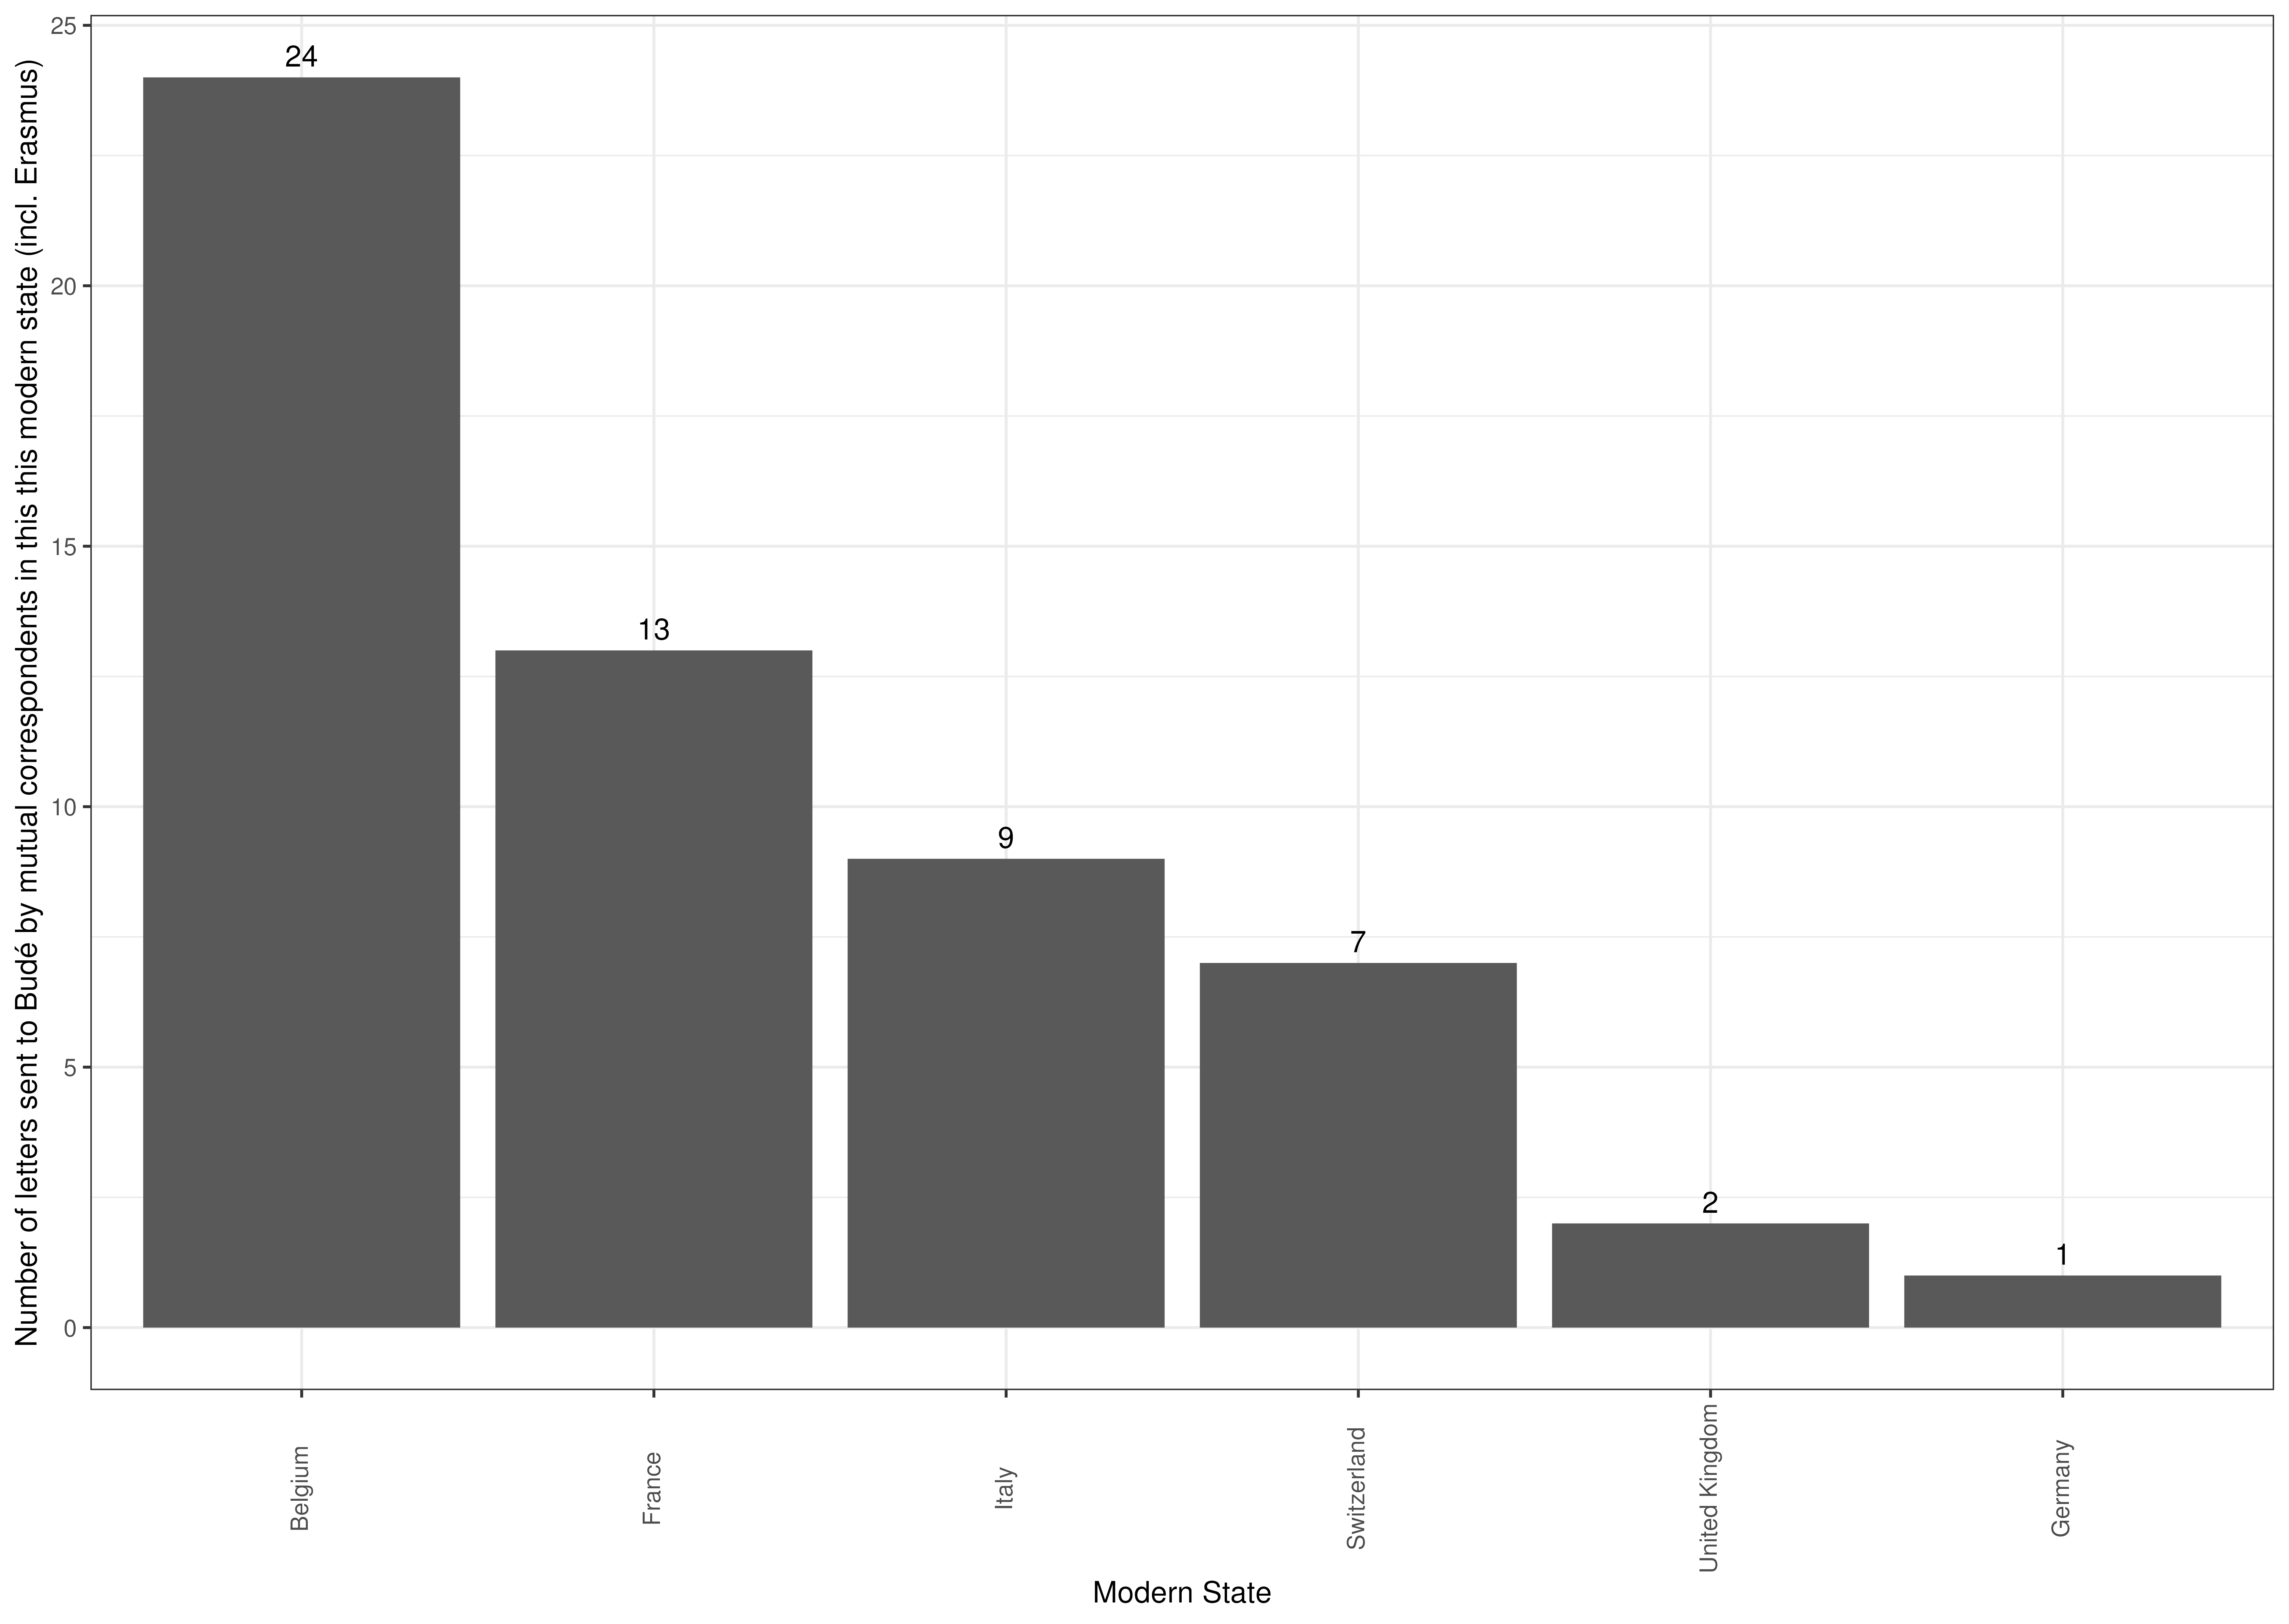 Number of letters sent to Budé by mutual correspondents in this this modern state (incl. Erasmus)
25
20
15
10
5
0
24
13
9
7
2
1
Belgium
France
Italy
Switzerland
United Kingdom
Germany
Modern State